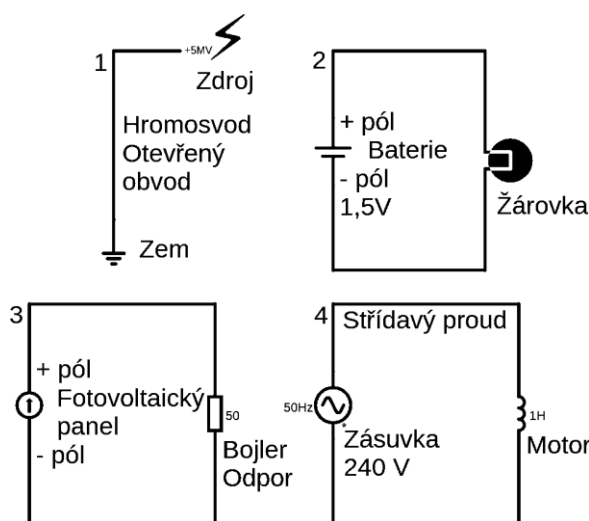 1
+5MV
Zdroj
Hromosvod
Otevřený
obvod
Zem
2
+ pól
Baterie
- pól
1,5V
Žárovka
3
+ pól
Fotovoltaický
panel
- pól
50
Bojler
Odpor
4
Střídavý proud
50Hz
Zásuvka
240 V
1H
Motor